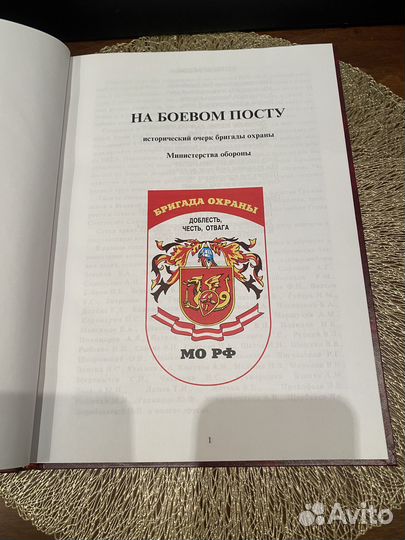 НА БОЕВОМ ПОСТУ
исторический очерк бригады охраны
Министерства обороны
БРИГАДА ОХРАНЫ
ДОБЛЕСТЬ,
ЧЕСТЬ, ОТВАГА
МО РФ
1
Avito